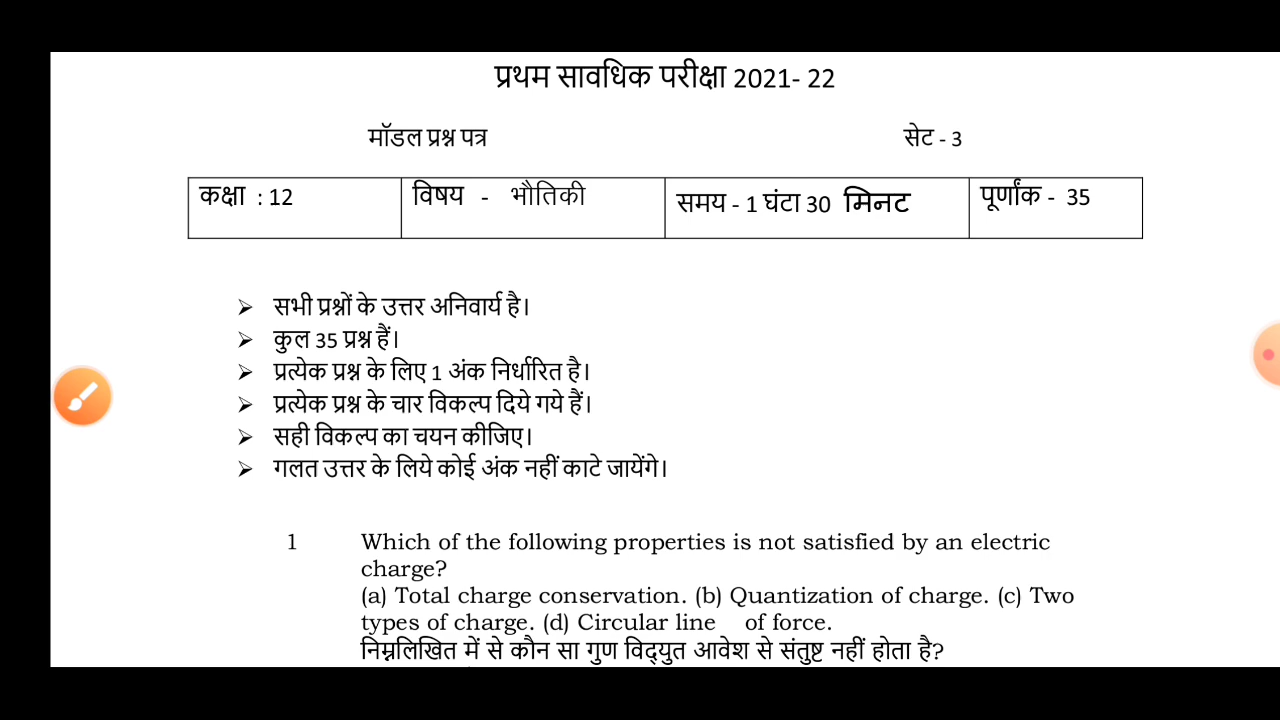 प्रथम सावधिक परीक्षा 2021- 22
मॉडल प्रश्न पत्र सेट - 3
कक्षा : 12 विषय - भौतिकी समय - 1 घंटा 30 मिनट पूर्णांक - 35
➢ सभी प्रश्नों के उत्तर अनिवार्य है।
➢ कुल 35 प्रश्न हैं।
➢ प्रत्येक प्रश्न के लिए 1 अंक निर्धारित है।
➢ प्रत्येक प्रश्न के चार विकल्प दिये गये हैं।
➢ सही विकल्प का चयन कीजिए।
➢ गलत उत्तर के लिये कोई अंक नहीं काटे जायेंगे।
1 Which of the following properties is not satisfied by an electric
charge?
(a) Total charge conservation. (b) Quantization of charge. (c) Two
types of charge. (d) Circular line of force.
निम्नलिखित में से कौन सा गुण विद्युत आवेश से संतुष्ट नहीं होता है?